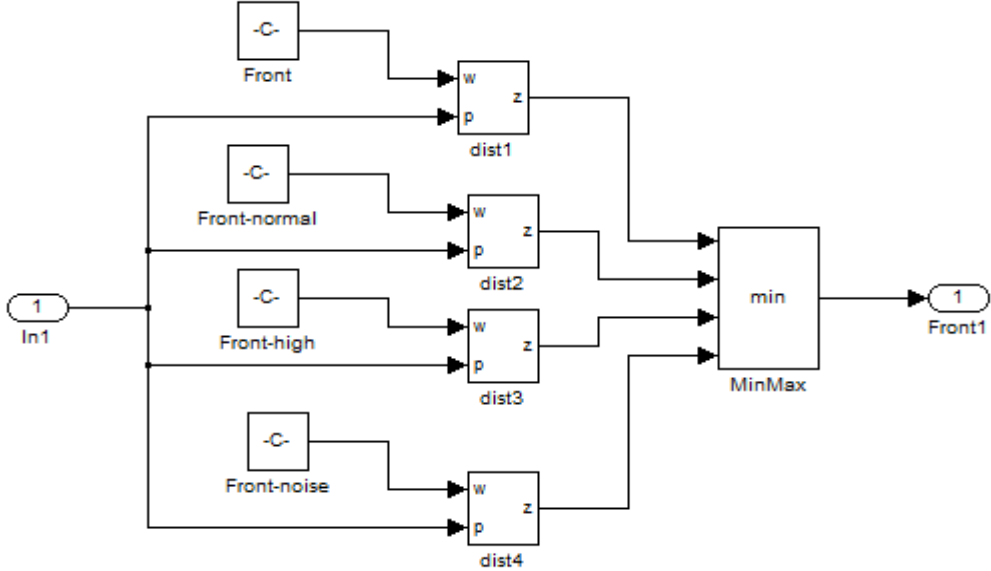 -C-
Front
w
p
z
dist1
-C-
Front-normal
w
p
z
dist2
-C-
Front-high
w
p
z
dist3
-C-
Front-noise
w
p
z
dist4
1
In1
min
MinMax
1
Front1